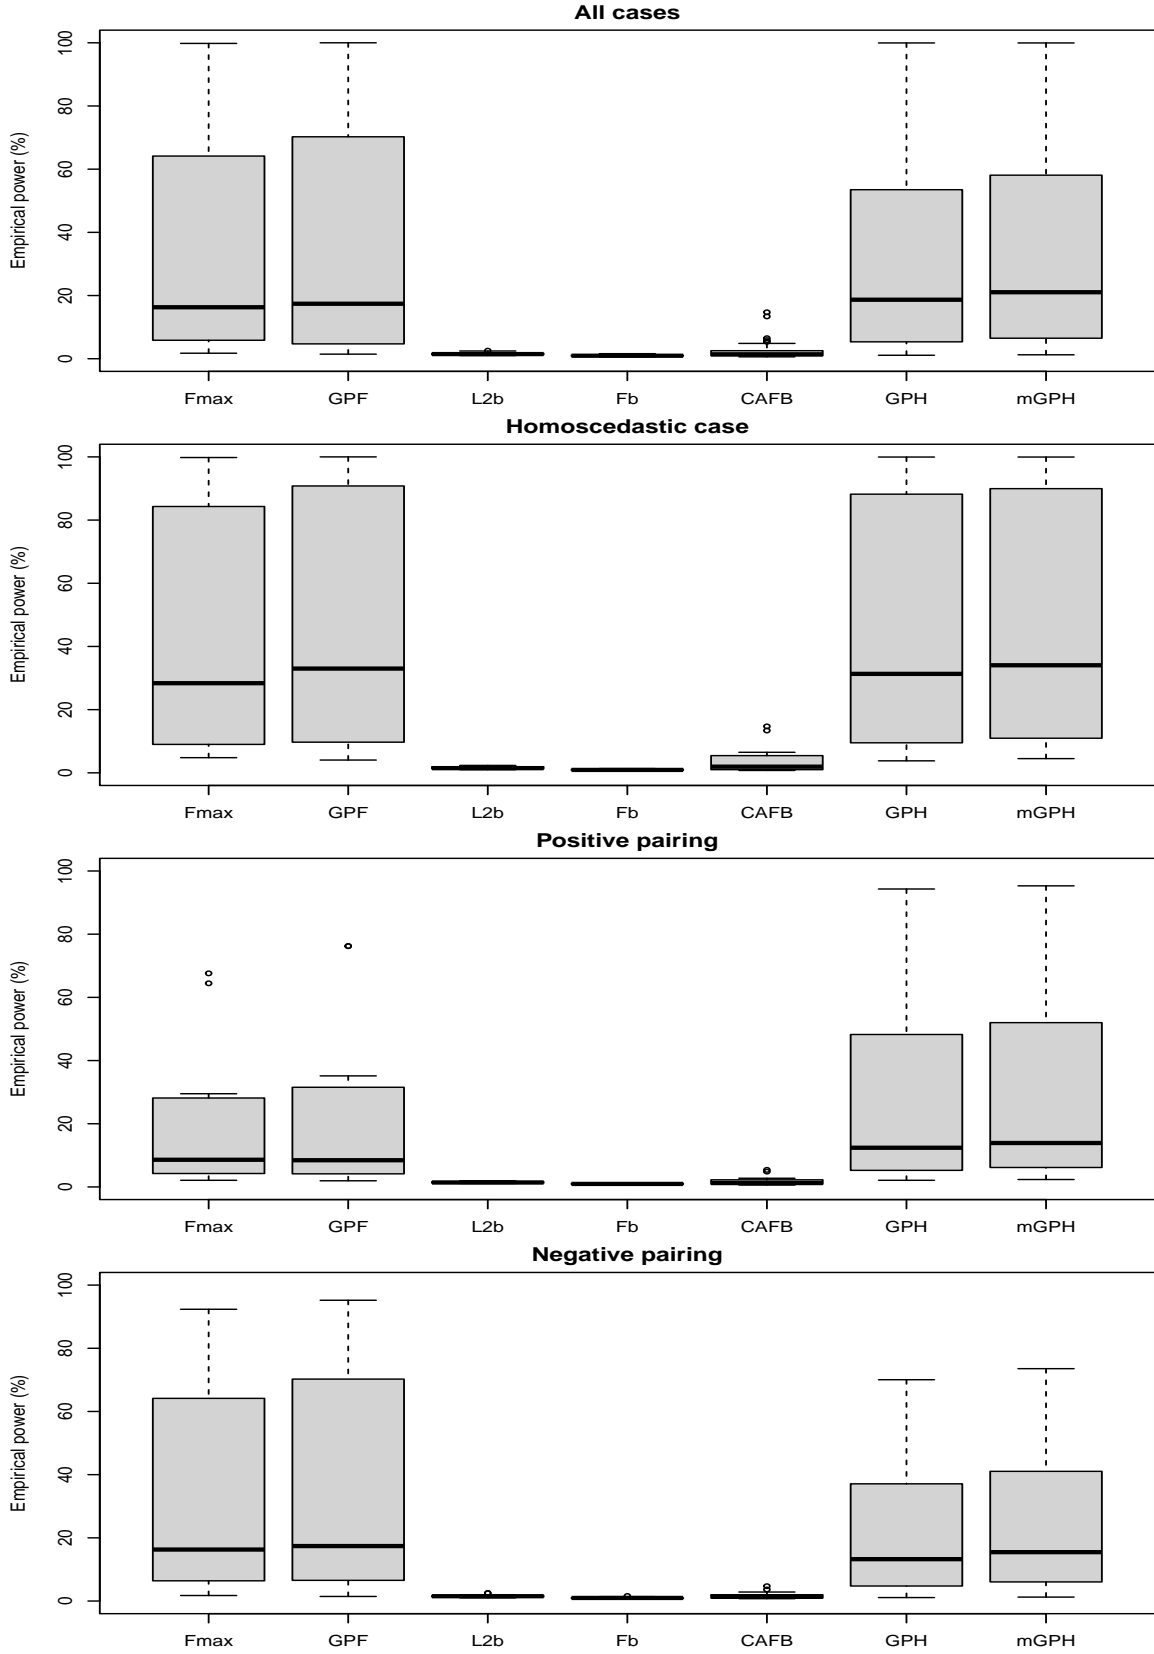 All cases
Empirical power (%)
100
80
60
40
20
0
Fmax GPF L2b Fb CAFB GPH mGPH
Homoscedastic case
Empirical power (%)
100
80
60
40
20
0
Fmax GPF L2b Fb CAFB GPH mGPH
Positive pairing
Empirical power (%)
100
80
60
40
20
0
Fmax GPF L2b Fb CAFB GPH mGPH
Negative pairing
Empirical power (%)
100
80
60
40
20
0
Fmax GPF L2b Fb CAFB GPH mGPH